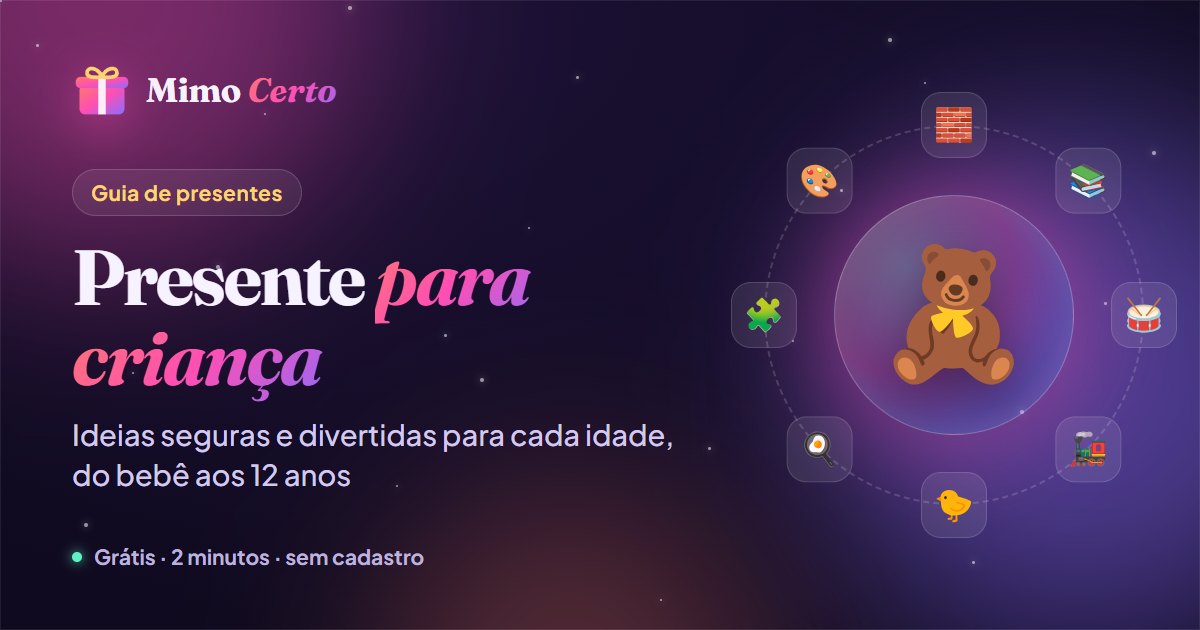 Mimo Certo
Guia de presentes
Presente para
criança
Ideias seguras e divertidas para cada idade,
do bebê aos 12 anos
Grátis · 2 minutos · sem cadastro